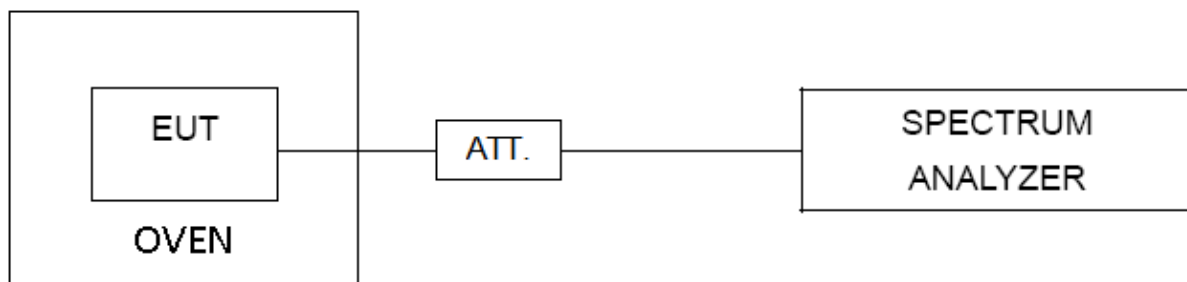 EUT
OVEN
ATT.
SPECTRUM
ANALYZER